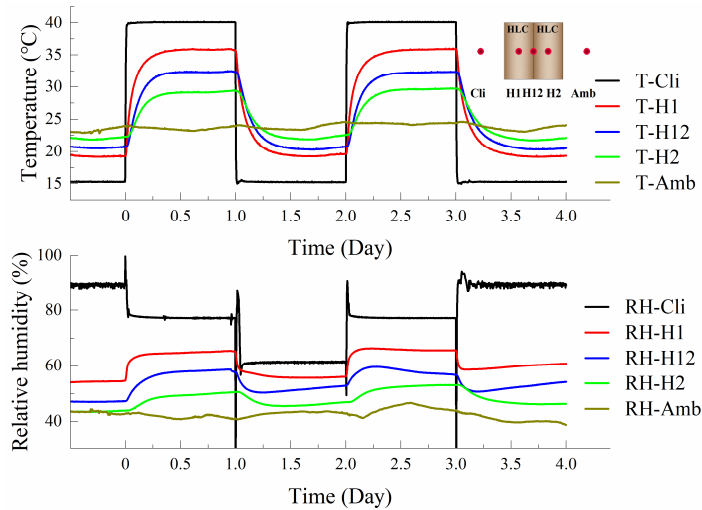 Temperature (°C)
40
35
30
25
20
15
HLC HLC
Cli H1 H12 H2 Amb
T-Cli
T-H1
T-H12
T-H2
T-Amb
0 0.5 1.0 1.5 2.0 2.5 3.0 3.5 4.0
Time (Day)
Relative humidity (%)
100
80
60
40
RH-Cli
RH-H1
RH-H12
RH-H2
RH-Amb
0 0.5 1.0 1.5 2.0 2.5 3.0 3.5 4.0
Time (Day)